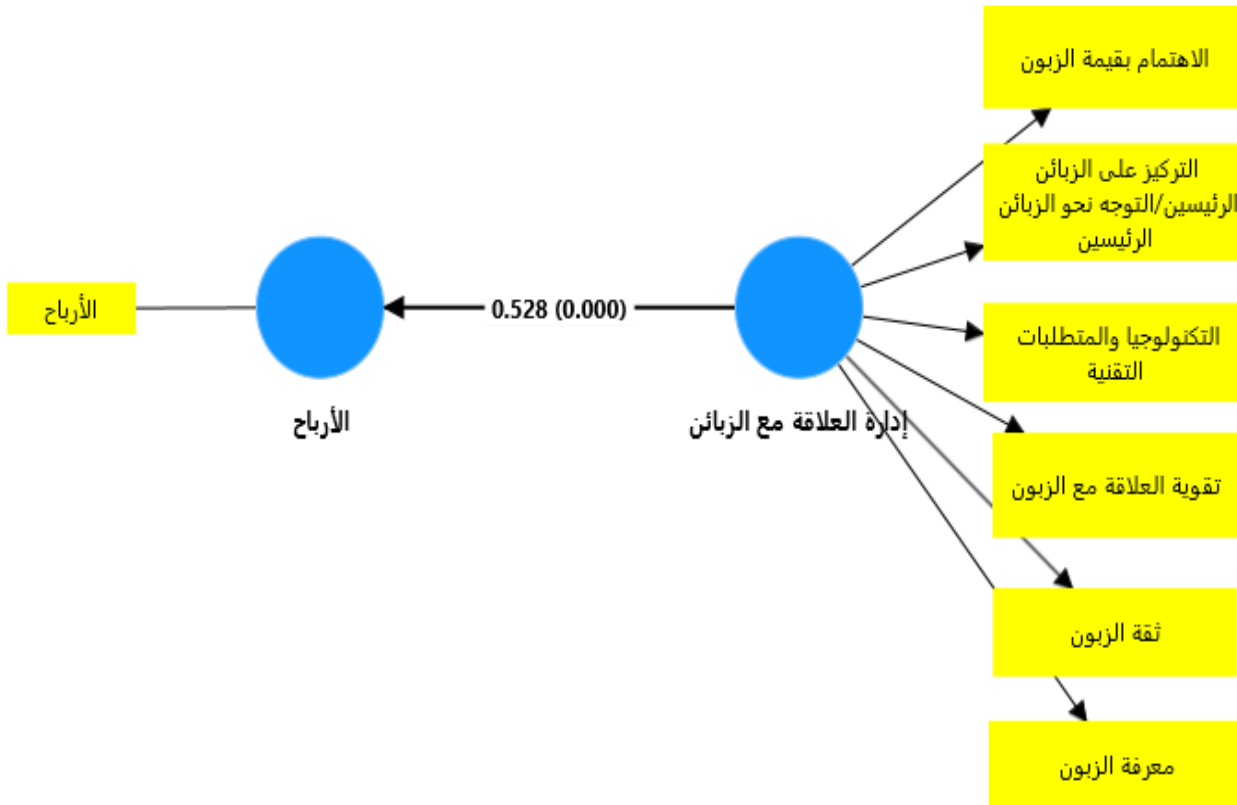 الاهتمام بقيمة الزبون
التركيز على الزبائن
الرئيسين/التوجه نحو الزبائن
الرئيسين
التكنولوجيا والمتطلبات
التقنية
تقوية العلاقة مع الزبون
ثقة الزبون
معرفة الزبون
إدارة العلاقة مع الزبائن
0.528 (0.000)
الأرباح
الأرباح